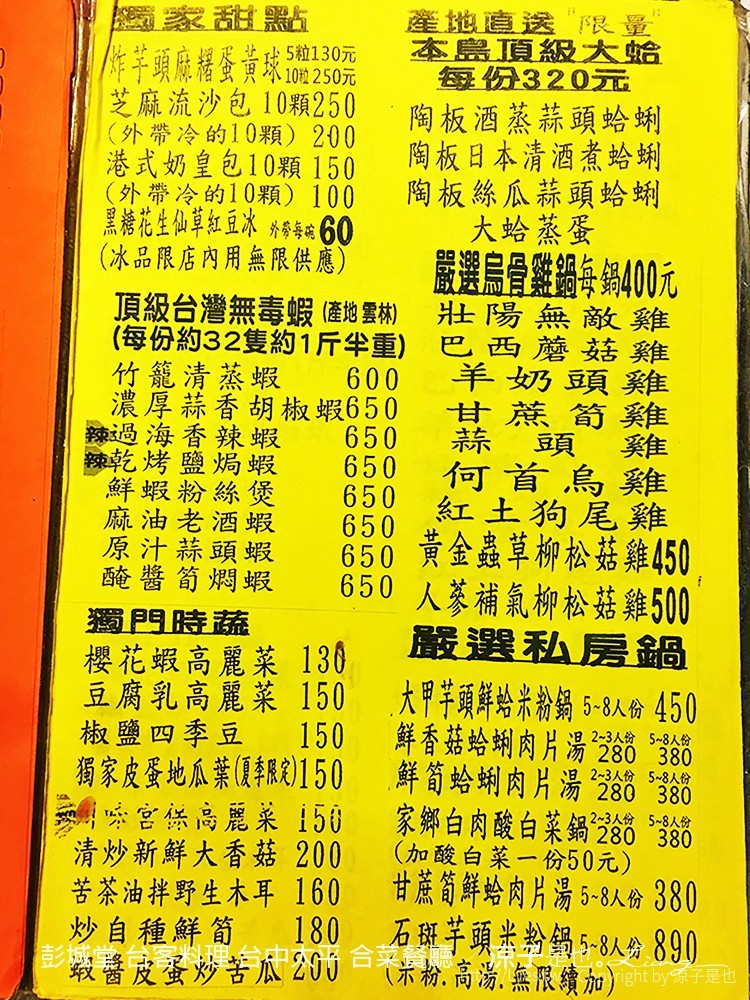 獨家甜點
炸芋頭麻糬蛋黃球 5粒130元 10粒250元
芝麻流沙包 10顆250
(外帶冷的10顆) 200
港式奶皇包10顆 150
(外帶冷的10顆) 100
黑糖花生仙草紅豆冰 外帶每碗60
(冰品限店內用無限供應)
頂級台灣無毒蝦(產地雲林)
(每份約32隻約1斤半重)
竹籠清蒸蝦 600
濃厚蒜香胡椒蝦650
辣過海香辣蝦 650
辣乾烤鹽焗蝦 650
鮮蝦粉絲煲 650
麻油老酒蝦 650
原汁蒜頭蝦 650
醃醬筍燜蝦 650
獨門時蔬
櫻花蝦高麗菜 130
豆腐乳高麗菜 150
椒鹽四季豆 150
獨家皮蛋地瓜葉(夏季限定)150
味宮保高麗菜 150
清炒新鮮大香菇 200
苦茶油拌野生木耳 160
炒自種鮮筍 180
蝦醬皮蛋炒苦瓜 200
產地直送"限量"
本島頂級大蛤
每份320元
陶板酒蒸蒜頭蛤蜊
陶板日本清酒煮蛤蜊
陶板絲瓜蒜頭蛤蜊
大蛤蒸蛋
嚴選烏骨雞鍋每鍋400元
壯陽無敵雞
巴西蘑菇雞
羊奶頭雞
甘蔗筍雞
蒜頭雞
何首烏雞
紅土狗尾雞
黃金蟲草柳松菇雞450
人蔘補氣柳松菇雞500
嚴選私房鍋
大甲芋頭鮮蛤米粉鍋 5~8人份 450
鮮香菇蛤蜊肉片湯 2~3人份 280 5~8人份 380
鮮筍蛤蜊肉片湯 2~3人份 280 5~8人份 380
家鄉白肉酸白菜鍋 2~3人份 280 5~8人份 380
(加酸白菜一份50元)
甘蔗筍鮮蛤肉片湯 5~8人份 380
石斑芋頭米粉鍋 5~8人份 890
(米粉.高湯.無限續加)
彭城堂 台客料理 台中太平 合菜餐廳 涼子是也